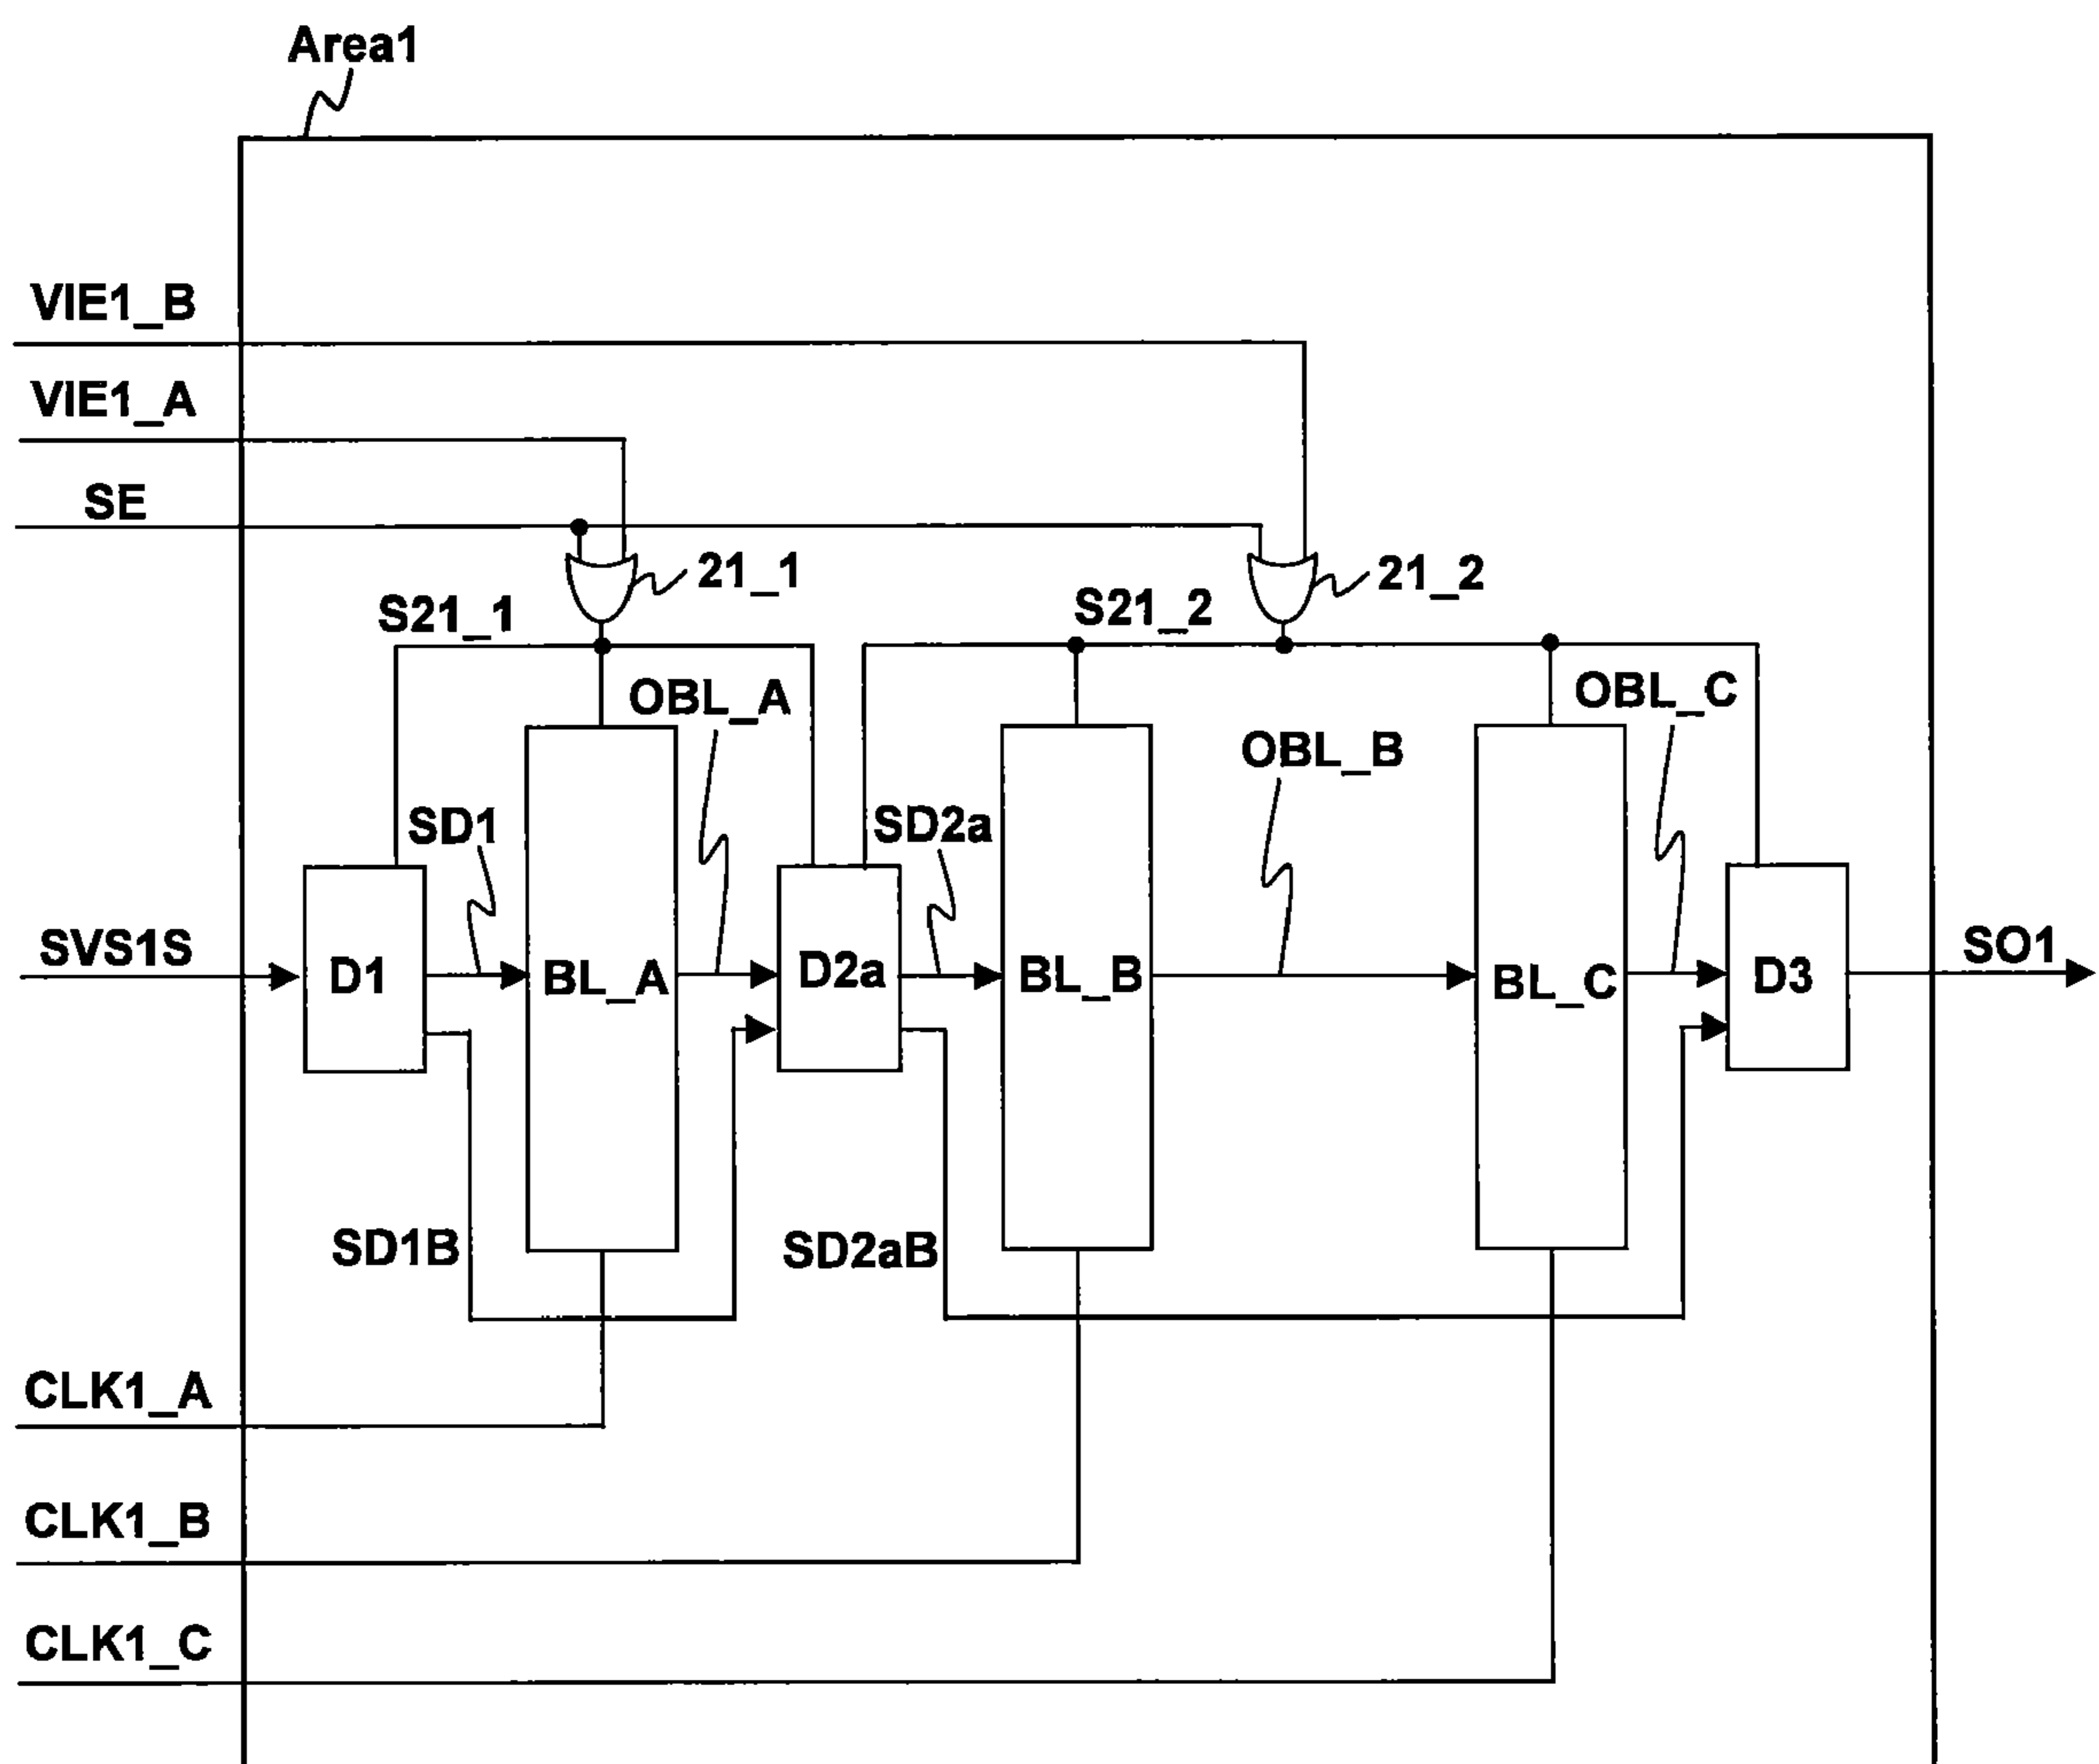 Area1
VIE1_B
VIE1_A
SE
21_1
21_2
S21_1
S21_2
OBL_A
OBL_C
OBL_B
SD1
SD2a
SVS1S
D1
BL_A
D2a
BL_B
BL_C
D3
SO1
SD1B
SD2aB
CLK1_A
CLK1_B
CLK1_C